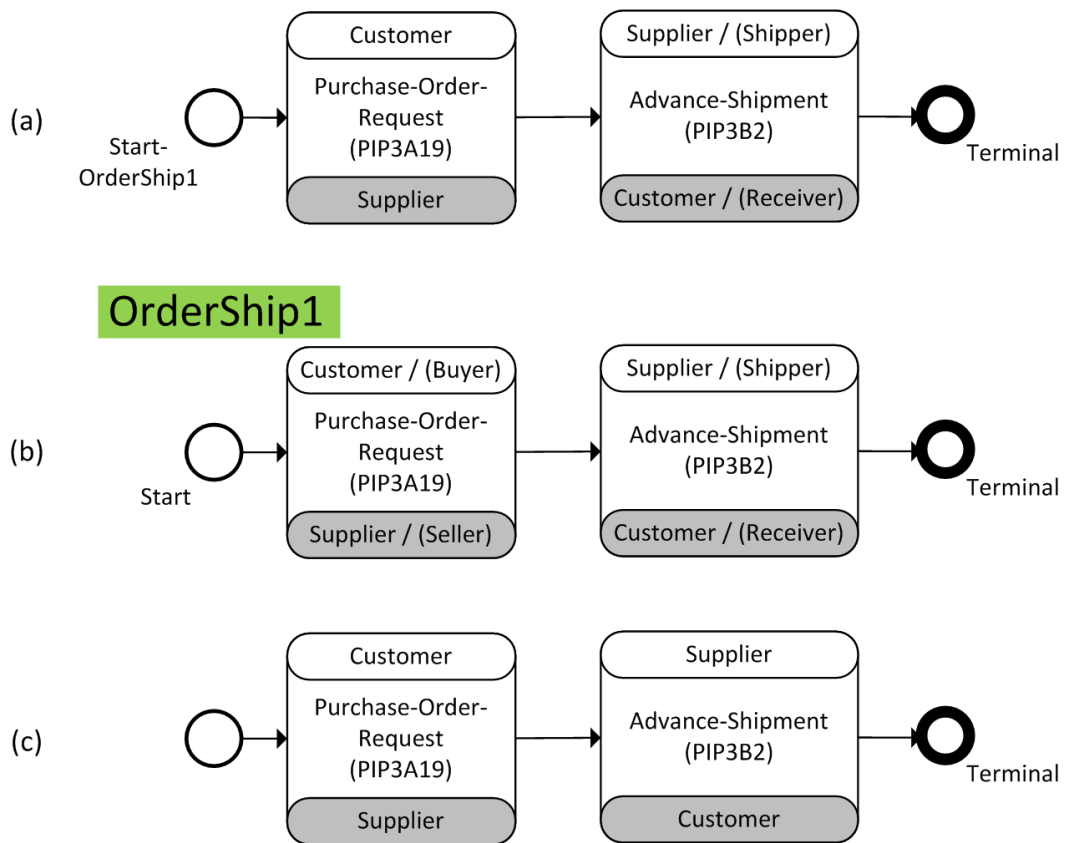 Customer
Supplier / (Shipper)
(a)
Start-
OrderShip1
Purchase-Order-
Request
(PIP3A19)
Advance-Shipment
(PIP3B2)
Terminal
Supplier
Customer / (Receiver)
OrderShip1
Customer / (Buyer)
Supplier / (Shipper)
(b)
Start
Purchase-Order-
Request
(PIP3A19)
Advance-Shipment
(PIP3B2)
Terminal
Supplier / (Seller)
Customer / (Receiver)
Customer
Supplier
(c)
Purchase-Order-
Request
(PIP3A19)
Advance-Shipment
(PIP3B2)
Terminal
Supplier
Customer